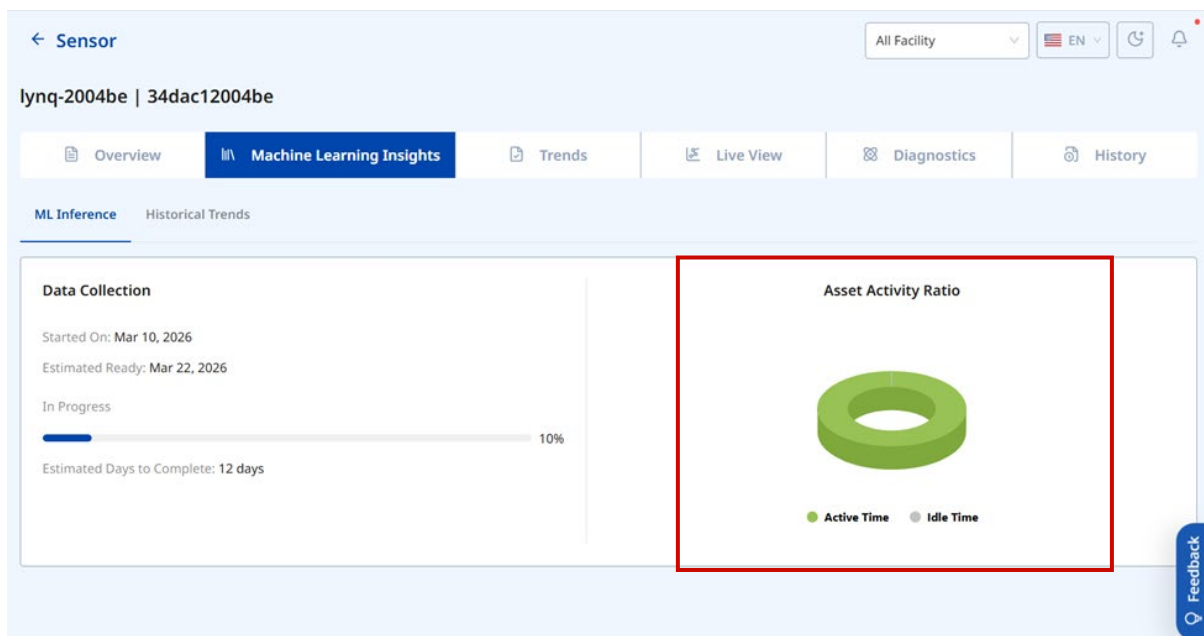 Sensor
All Facility
EN
lynq-2004be | 34dac12004be
Overview
Machine Learning Insights
Trends
Live View
Diagnostics
History
ML Inference
Historical Trends
Data Collection
Started On: Mar 10, 2026
Estimated Ready: Mar 22, 2026
In Progress
10%
Estimated Days to Complete: 12 days
Asset Activity Ratio
Active Time
Idle Time
Feedback